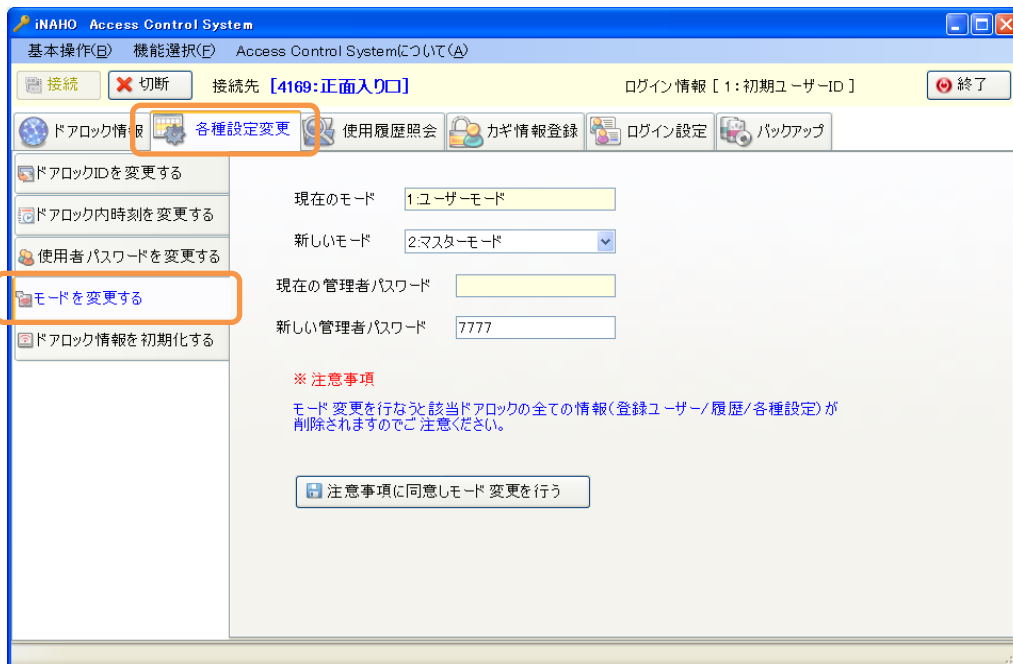 iNAHO Access Control System
基本操作(B) 機能選択(F) Access Control Systemについて(A)
接続 切断 接続先 [4169:正面入り口] ログイン情報 [ 1:初期ユーザーID ] 終了
ドアロック情報 各種設定変更 使用履歴照会 カギ情報登録 ログイン設定 バックアップ
ドアロックIDを変更する
ドアロック内時刻を変更する
使用者パスワードを変更する
モードを変更する
ドアロック情報を初期化する
現在のモード 1:ユーザーモード
新しいモード 2:マスターモード
現在の管理者パスワード
新しい管理者パスワード 7777
※注意事項
モード変更を行なうと該当ドアロックの全ての情報(登録ユーザー/履歴/各種設定)が
削除されますのでご注意ください。
注意事項に同意しモード変更を行う